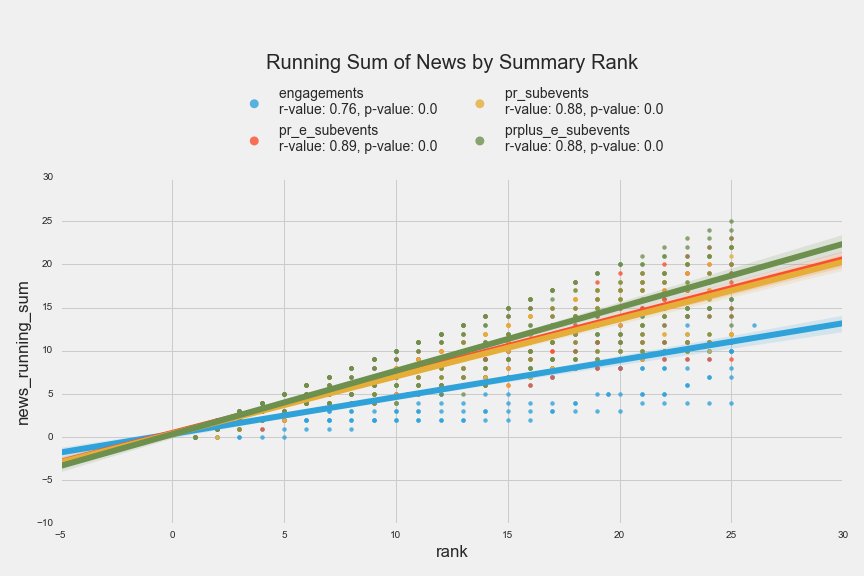 Running Sum of News by Summary Rank
engagements
r-value: 0.76, p-value: 0.0
pr_e_subevents
r-value: 0.89, p-value: 0.0
pr_subevents
r-value: 0.88, p-value: 0.0
prplus_e_subevents
r-value: 0.88, p-value: 0.0
news_running_sum
30
25
20
15
10
5
0
−5
−10
−5
0
5
10
15
20
25
30
rank